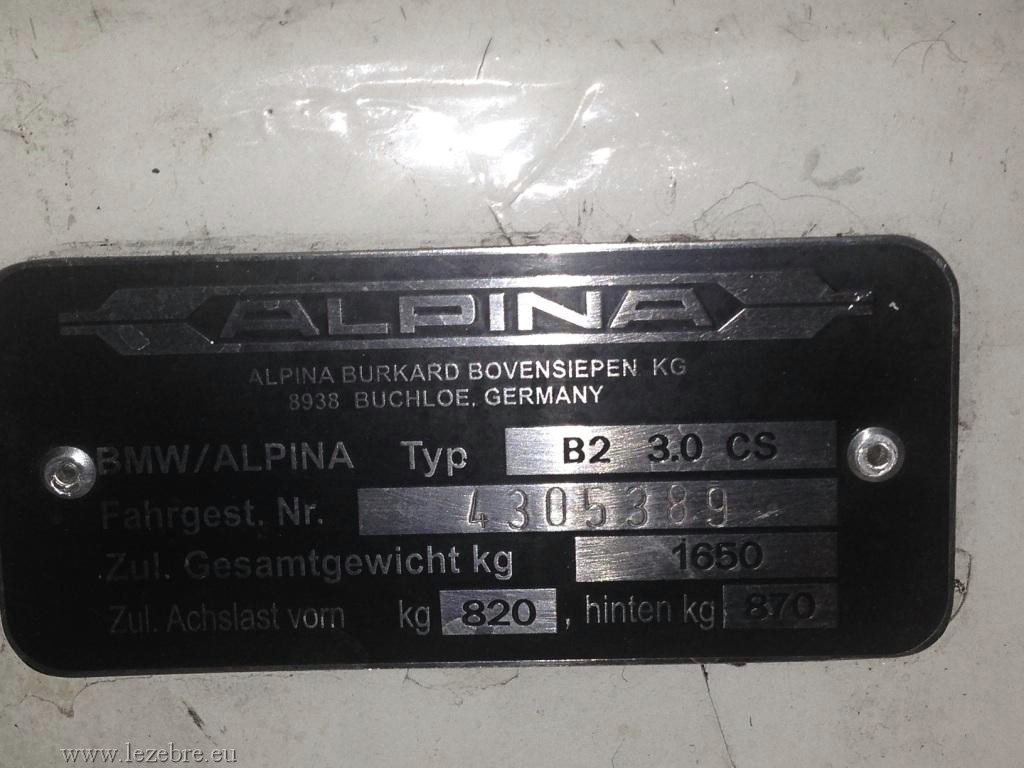 ALPINA
ALPINA BURKARD BOVENSIEPEN KG
8938 BUCHLOE, GERMANY
BMW/ALPINA Typ B2 3.0 CS
Fahrgest. Nr. 4305389
Zul. Gesamtgewicht kg 1650
Zul. Achslast vorn kg 820, hinten kg 870
www.lezebre.eu